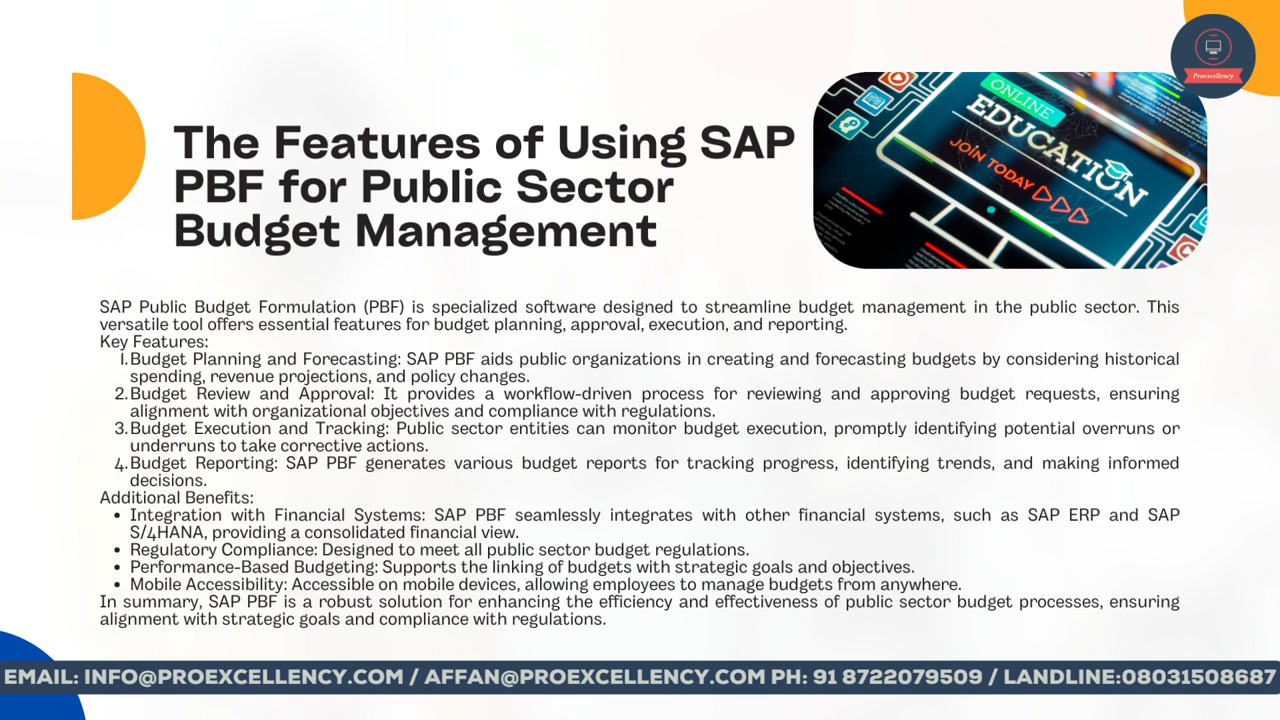 Proexcellency
ONLINE
EDUCATION
JOIN TODAY
The Features of Using SAP
PBF for Public Sector
Budget Management
SAP Public Budget Formulation (PBF) is specialized software designed to streamline budget management in the public sector. This
versatile tool offers essential features for budget planning, approval, execution, and reporting.
Key Features:
1. Budget Planning and Forecasting: SAP PBF aids public organizations in creating and forecasting budgets by considering historical
spending, revenue projections, and policy changes.
2. Budget Review and Approval: It provides a workflow-driven process for reviewing and approving budget requests, ensuring
alignment with organizational objectives and compliance with regulations.
3. Budget Execution and Tracking: Public sector entities can monitor budget execution, promptly identifying potential overruns or
underruns to take corrective actions.
4. Budget Reporting: SAP PBF generates various budget reports for tracking progress, identifying trends, and making informed
decisions.
Additional Benefits:
• Integration with Financial Systems: SAP PBF seamlessly integrates with other financial systems, such as SAP ERP and SAP
S/4HANA, providing a consolidated financial view.
• Regulatory Compliance: Designed to meet all public sector budget regulations.
• Performance-Based Budgeting: Supports the linking of budgets with strategic goals and objectives.
• Mobile Accessibility: Accessible on mobile devices, allowing employees to manage budgets from anywhere.
In summary, SAP PBF is a robust solution for enhancing the efficiency and effectiveness of public sector budget processes, ensuring
alignment with strategic goals and compliance with regulations.
EMAIL: INFO@PROEXCELLENCY.COM / AFFAN@PROEXCELLENCY.COM PH: 91 8722079509 / LANDLINE:08031508687